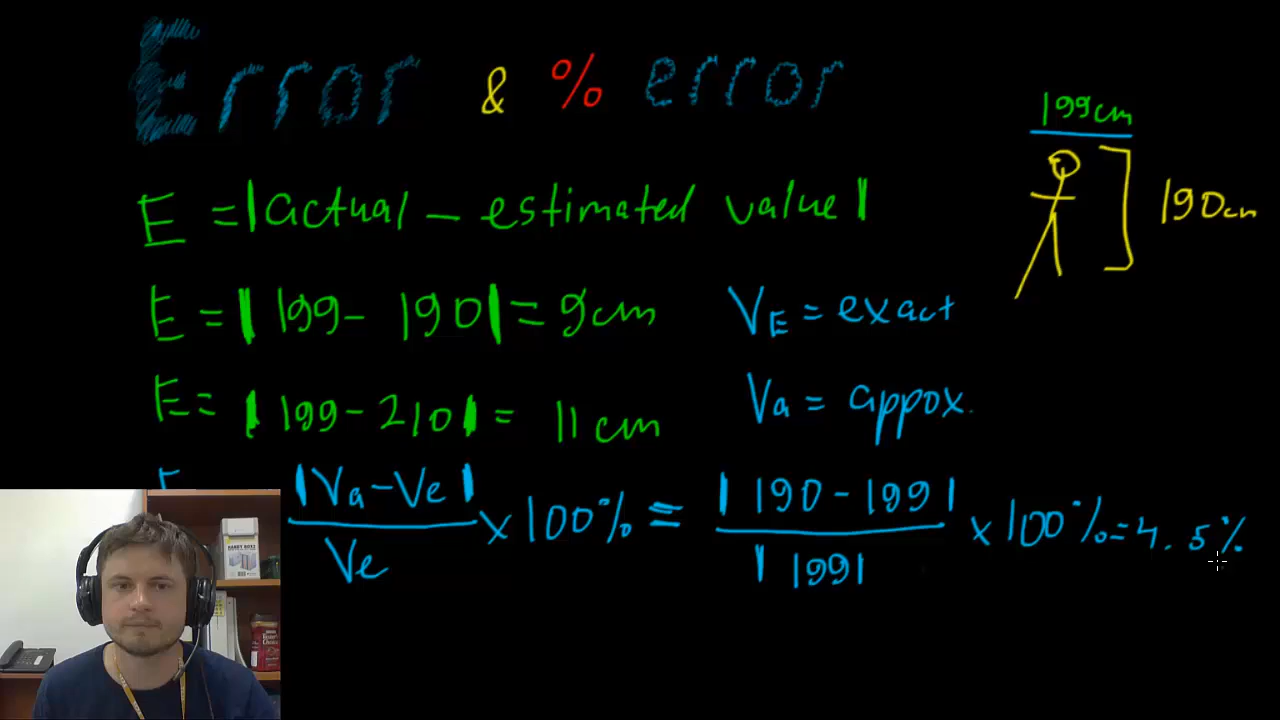 Error & % error
199cm
E = |actual - estimated value|
190cm
E = |199 - 190| = 9cm
V_E = exact
E = |199 - 210| = 11 cm
Va = appox.
|Va - Ve| / Ve × 100% = |190 - 199| / |199| × 100% = 4.5%